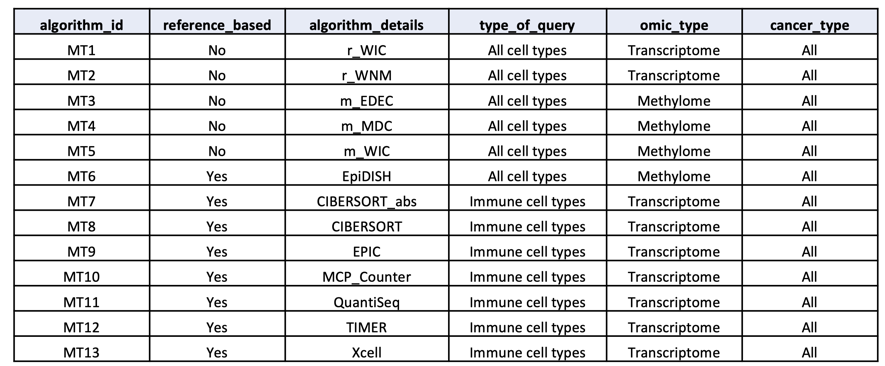 algorithm_id reference_based algorithm_details type_of_query omic_type cancer_type
MT1 No r_WIC All cell types Transcriptome All
MT2 No r_WNM All cell types Transcriptome All
MT3 No m_EDEC All cell types Methylome All
MT4 No m_MDC All cell types Methylome All
MT5 No m_WIC All cell types Methylome All
MT6 Yes EpiDISH All cell types Methylome All
MT7 Yes CIBERSORT_abs Immune cell types Transcriptome All
MT8 Yes CIBERSORT Immune cell types Transcriptome All
MT9 Yes EPIC Immune cell types Transcriptome All
MT10 Yes MCP_Counter Immune cell types Transcriptome All
MT11 Yes QuantiSeq Immune cell types Transcriptome All
MT12 Yes TIMER Immune cell types Transcriptome All
MT13 Yes Xcell Immune cell types Transcriptome All